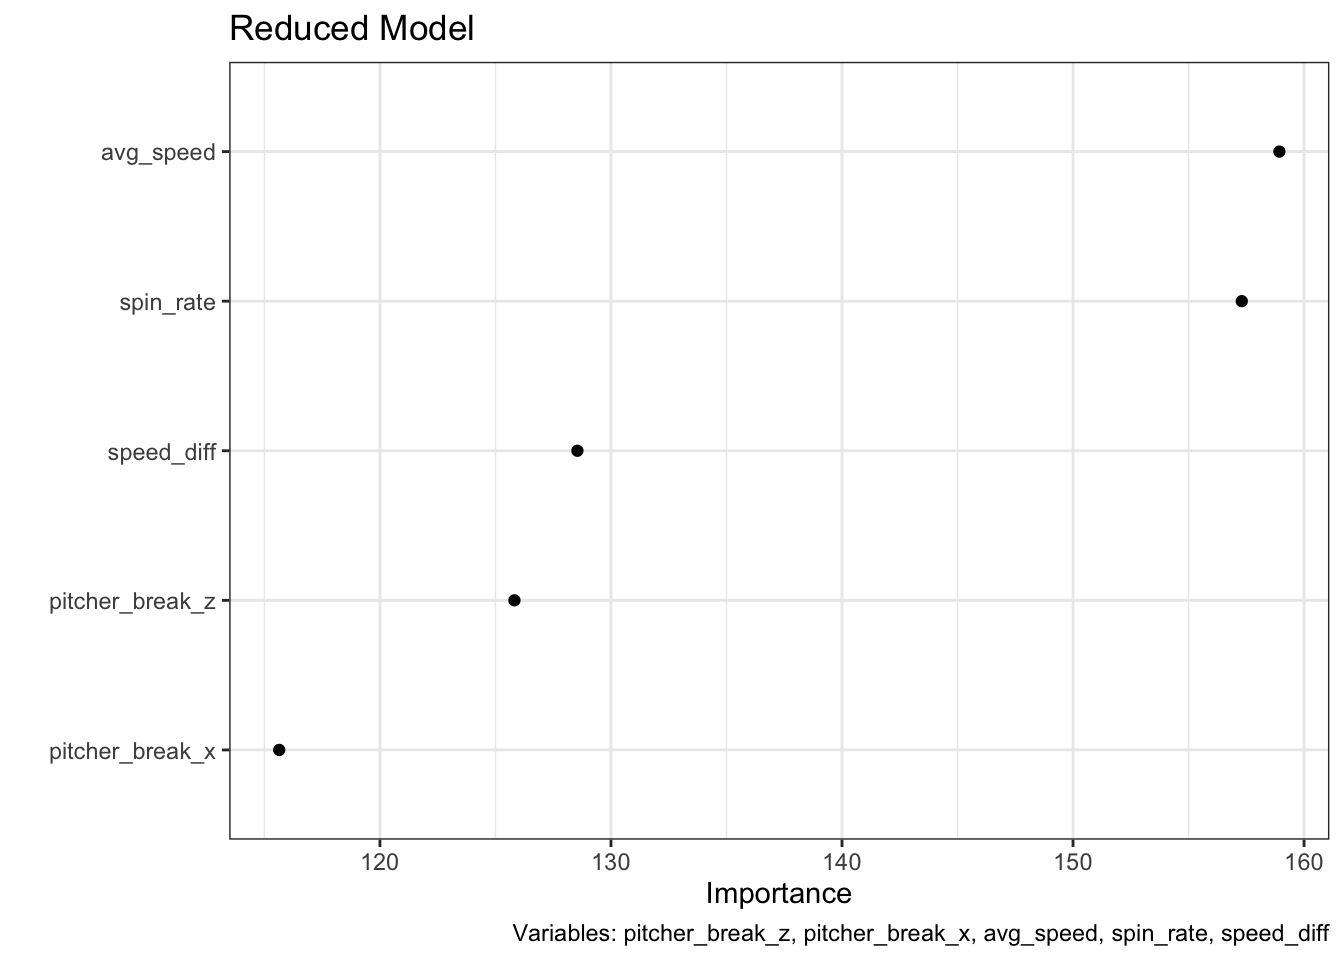 Reduced Model
avg_speed
spin_rate
speed_diff
pitcher_break_z
pitcher_break_x
120 130 140 150 160
Importance
Variables: pitcher_break_z, pitcher_break_x, avg_speed, spin_rate, speed_diff